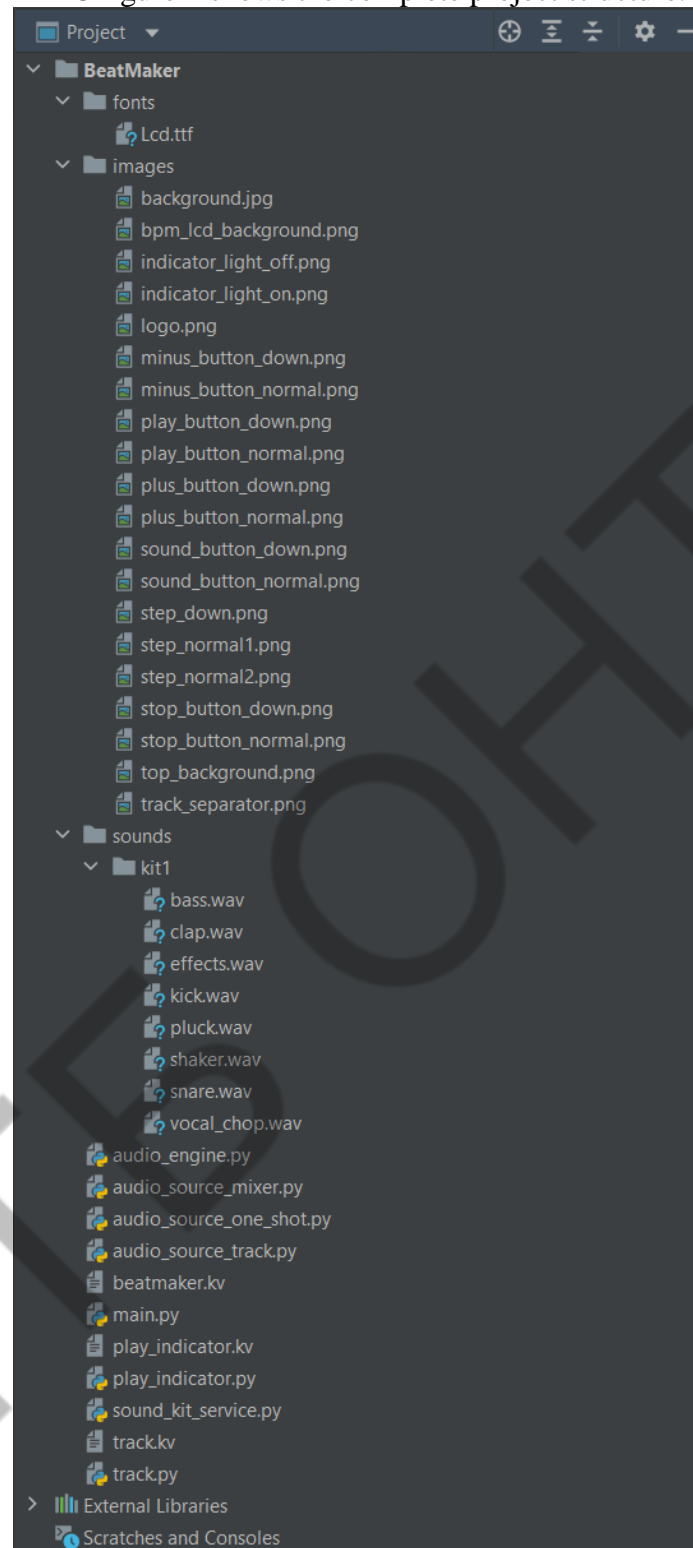 Project
BeatMaker
fonts
Lcd.ttf
images
background.jpg
bpm_lcd_background.png
indicator_light_off.png
indicator_light_on.png
logo.png
minus_button_down.png
minus_button_normal.png
play_button_down.png
play_button_normal.png
plus_button_down.png
plus_button_normal.png
sound_button_down.png
sound_button_normal.png
step_down.png
step_normal1.png
step_normal2.png
stop_button_down.png
stop_button_normal.png
top_background.png
track_separator.png
sounds
kit1
bass.wav
clap.wav
effects.wav
kick.wav
pluck.wav
shaker.wav
snare.wav
vocal_chop.wav
audio_engine.py
audio_source_mixer.py
audio_source_one_shot.py
audio_source_track.py
beatmaker.kv
main.py
play_indicator.kv
play_indicator.py
sound_kit_service.py
track.kv
track.py
External Libraries
Scratches and Consoles